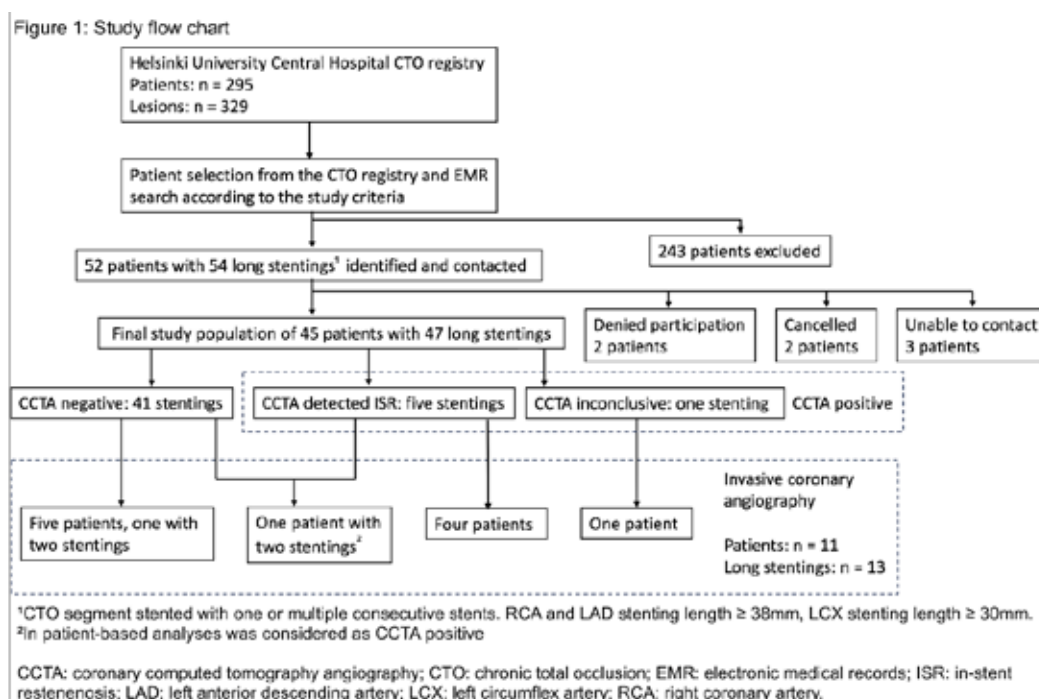 Figure 1: Study flow chart
Helsinki University Central Hospital CTO registry
Patients: n = 295
Lesions: n = 329
Patient selection from the CTO registry and EMR
search according to the study criteria
243 patients excluded
52 patients with 54 long stentings¹ identified and contacted
Denied participation
2 patients
Cancelled
2 patients
Unable to contact
3 patients
Final study population of 45 patients with 47 long stentings
CCTA negative: 41 stentings
CCTA detected ISR: five stentings
CCTA inconclusive: one stenting
CCTA positive
Invasive coronary
angiography
Patients: n = 11
Long stentings: n = 13
Five patients, one with
two stentings
One patient with
two stentings²
Four patients
One patient
¹CTO segment stented with one or multiple consecutive stents. RCA and LAD stenting length ≥ 38mm, LCX stenting length ≥ 30mm.
²In patient-based analyses was considered as CCTA positive
CCTA: coronary computed tomography angiography; CTO: chronic total occlusion; EMR: electronic medical records; ISR: in-stent
restenosis; LAD: left anterior descending artery; LCX: left circumflex artery; RCA: right coronary artery.